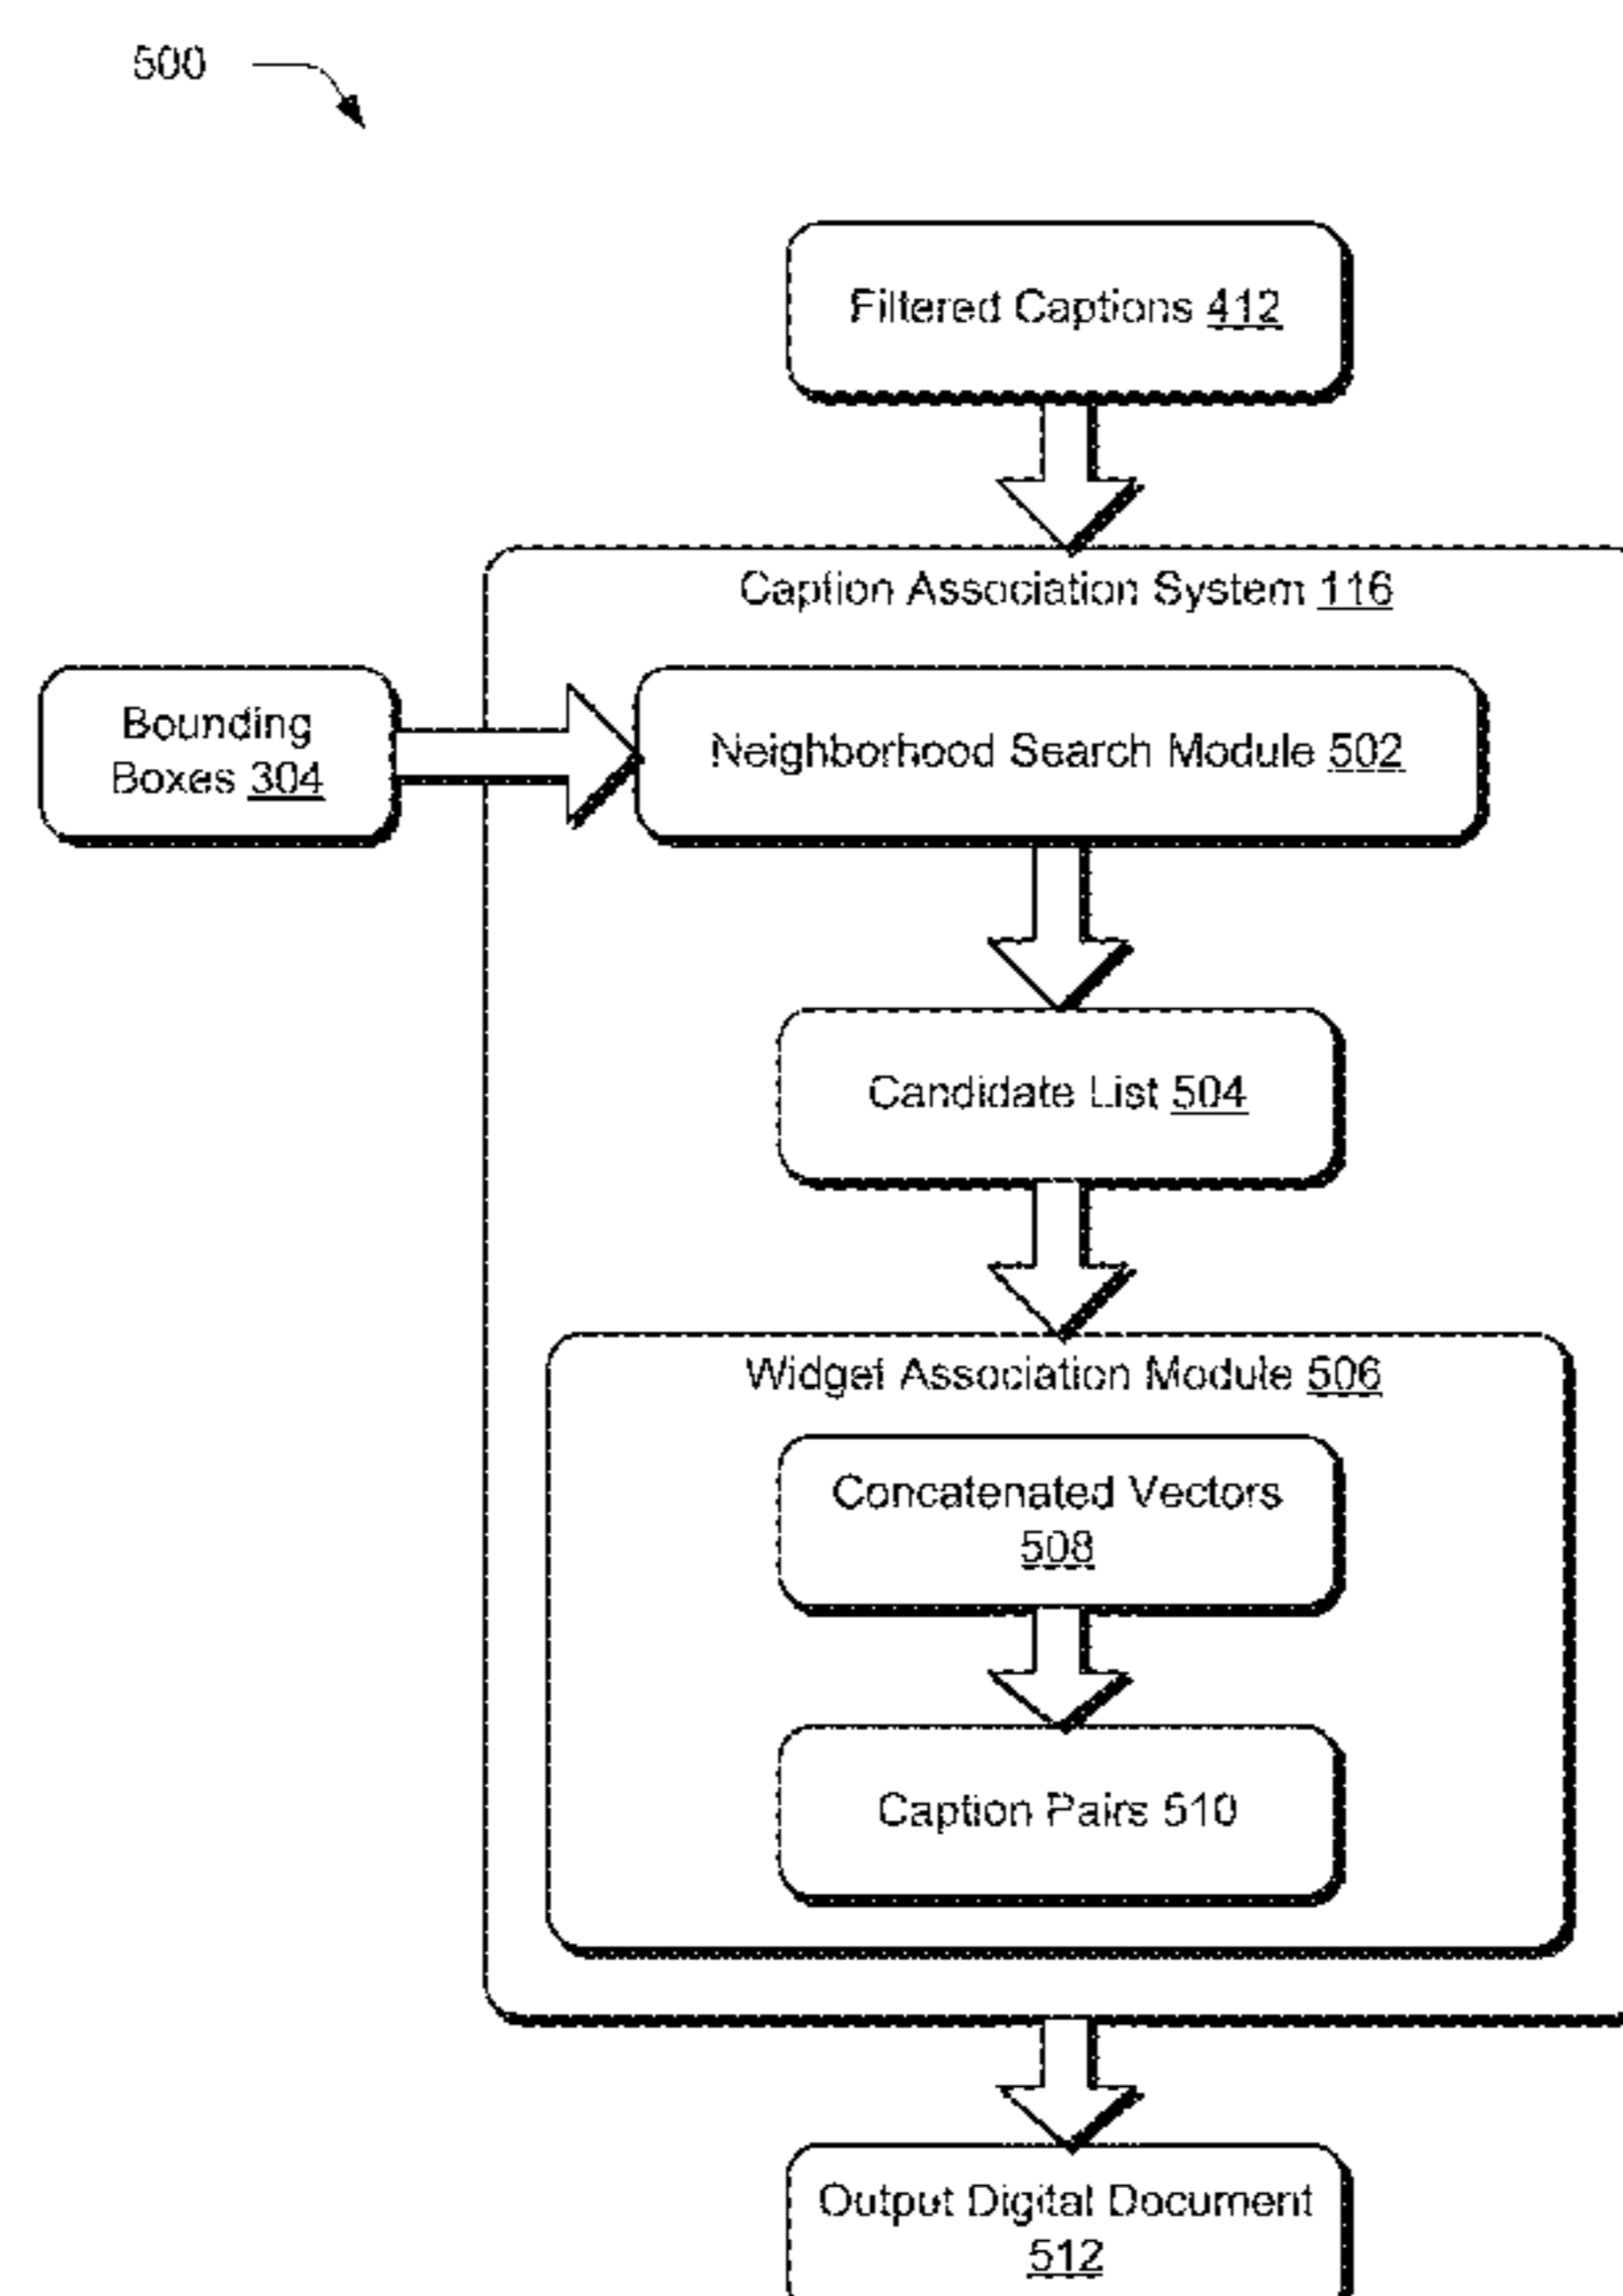 500
Filtered Captions 412
Caption Association System 116
Bounding
Boxes 304
Neighborhood Search Module 502
Candidate List 504
Widget Association Module 506
Concatenated Vectors
508
Caption Pairs 510
Output Digital Document
512